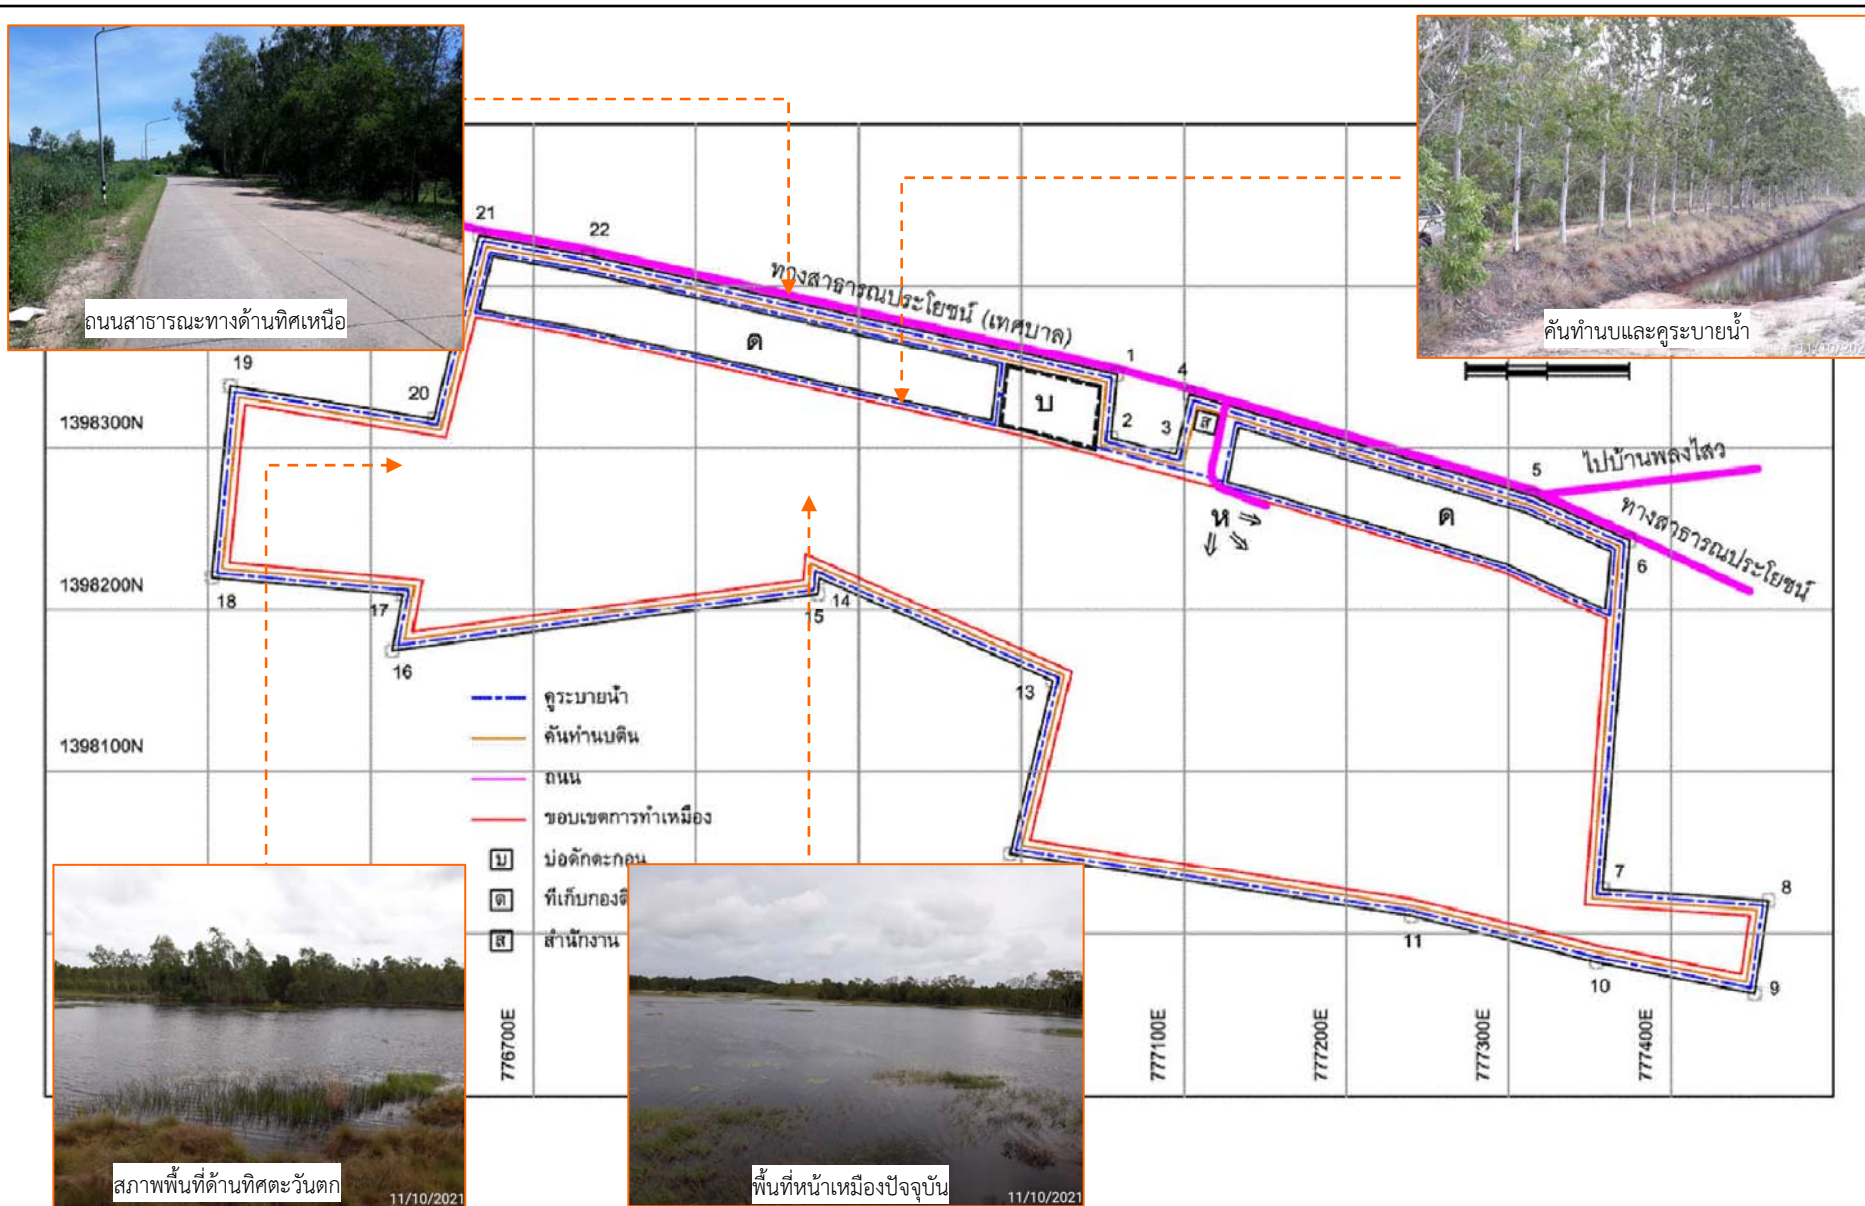 ถนนสาธารณะทางด้านทิศเหนือ
คันทำนบและคูระบายน้ำ
21
22
ทางสาธารณประโยชน์ (เทศบาล)
19
20
ด
1
4
บ
2
3
ส
1398300N
5
ไปบ้านพลงไสว
ทางสาธารณประโยชน์
ห
ด
6
1398200N
18
17
15
14
16
13
คูระบายน้ำ
คันทำนบดิน
1398100N
ถนน
ขอบเขตการทำเหมือง
บ
บ่อดักตะกอน
ด
ที่เก็บกอง
ส
สำนักงาน
7
8
11
10
9
776700E
777100E
777200E
777300E
777400E
สภาพพื้นที่ด้านทิศตะวันตก
11/10/2021
พื้นที่หน้าเหมืองปัจจุบัน
11/10/2021